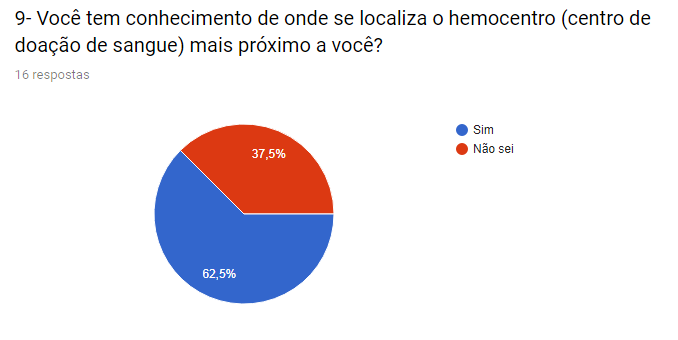 9- Você tem conhecimento de onde se localiza o hemocentro (centro de
doação de sangue) mais próximo a você?
16 respostas
Sim
Não sei
37,5%
62,5%